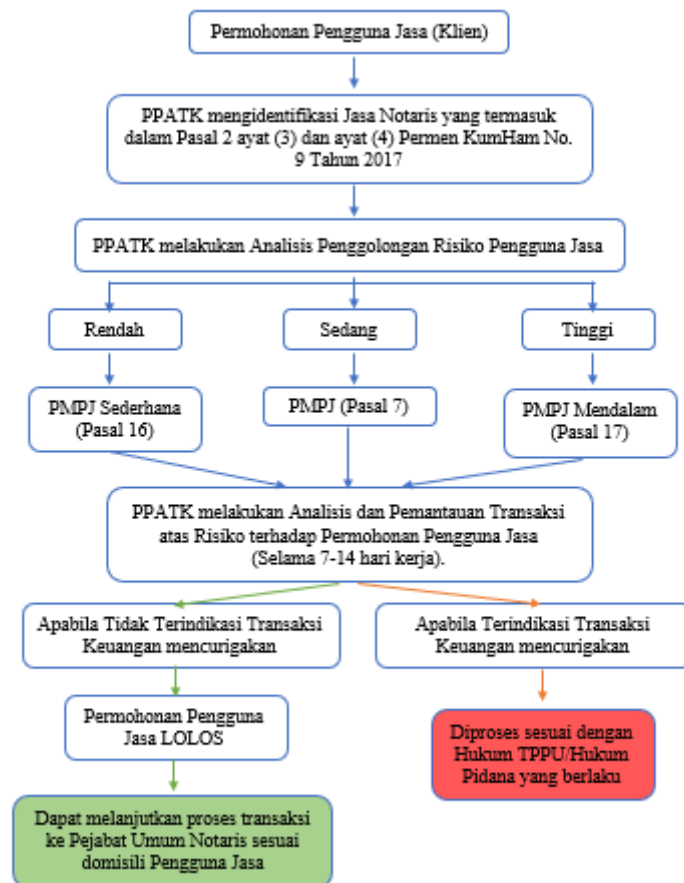 Permohonan Pengguna Jasa (Klien)
PPATK mengidentifikasi Jasa Notaris yang termasuk
dalam Pasal 2 ayat (3) dan ayat (4) Permen KumHam No.
9 Tahun 2017
PPATK melakukan Analisis Penggolongan Risiko Pengguna Jasa
Rendah
Sedang
Tinggi
PMPJ Sederhana
(Pasal 16)
PMPJ (Pasal 7)
PMPJ Mendalam
(Pasal 17)
PPATK melakukan Analisis dan Pemantauan Transaksi
atas Risiko terhadap Permohonan Pengguna Jasa
(Selama 7-14 hari kerja).
Apabila Tidak Terindikasi Transaksi
Keuangan mencurigakan
Apabila Terindikasi Transaksi
Keuangan mencurigakan
Permohonan Pengguna
Jasa LOLOS
Diproses sesuai dengan
Hukum TPPU/Hukum
Pidana yang berlaku
Dapat melanjutkan proses transaksi
ke Pejabat Umum Notaris sesuai
domisili Pengguna Jasa